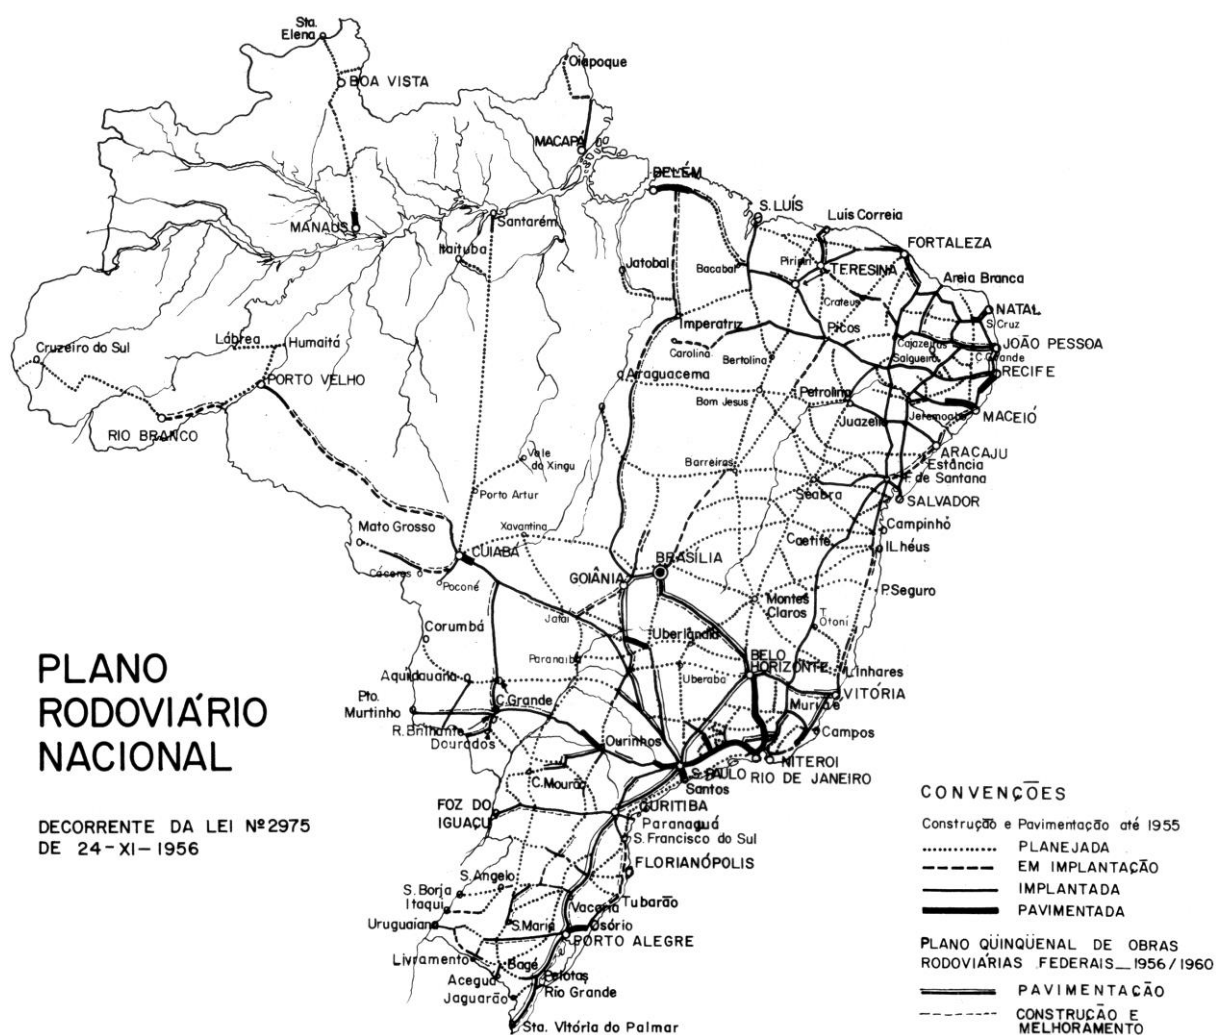 Sta.
Elena
Oiapoque
BOA VISTA
MACAPÁ
BELÉM
S. LUÍS
Luis Correia
MANAUS
Santarém
FORTALEZA
Itaituba
Jatobal
Bacabal
Piripiri
TERESINA
Areia Branca
Crateus
NATAL
S. Cruz
Imperatriz
Picos
Cajazeiras
JOÃO PESSOA
Cruzeiro do Sul
Lábrea
Humaitá
Carolina
Bertolina
Salgueiro
C. Grande
RECIFE
PORTO VELHO
Araguacema
Bom Jesus
Petrolina
Juazeiro
Jeremoabo
MACEIÓ
RIO BRANCO
ARACAJU
Vale
do Xingu
Barreiras
Estância
F. de Santana
Porto Artur
Seabra
SALVADOR
Mato Grosso
Xavantina
Campinho
Caetité
ILhéus
CUIABÁ
BRASÍLIA
Cáceres
Poconé
GOIÂNIA
P. Seguro
Montes
Claros
Jataí
T.
Otoni
Corumbá
Uberlândia
BELO
HORIZONTE
Paranaiba
Linhares
Aquidauana
Uberaba
VITÓRIA
PLANO
RODOVIÁRIO
NACIONAL
Pto.
Murtinho
C. Grande
Muriaé
R. Brilhante
Dourados
Campos
Ourinhos
NITEROI
S. PAULO
RIO DE JANEIRO
Santos
C. Mourão
DECORRENTE DA LEI Nº 2975
DE 24-XI-1956
FOZ DO
IGUAÇU
CURITIBA
Paranaguá
S. Francisco do Sul
FLORIANÓPOLIS
S. Angelo
S. Borja
Itaqui
Tubarão
Vacaria
Uruguaiana
S. Maria
Osório
PORTO ALEGRE
Livramento
Bagé
Aceguá
Pelotas
Jaguarão
Rio Grande
Sta. Vitória do Palmar
CONVENÇÕES
Construção e Pavimentação até 1955
PLANEJADA
EM IMPLANTAÇÃO
IMPLANTADA
PAVIMENTADA
PLANO QÜINQÜENAL DE OBRAS
RODOVIÁRIAS FEDERAIS_1956/1960
PAVIMENTAÇÃO
CONSTRUÇÃO E
MELHORAMENTO